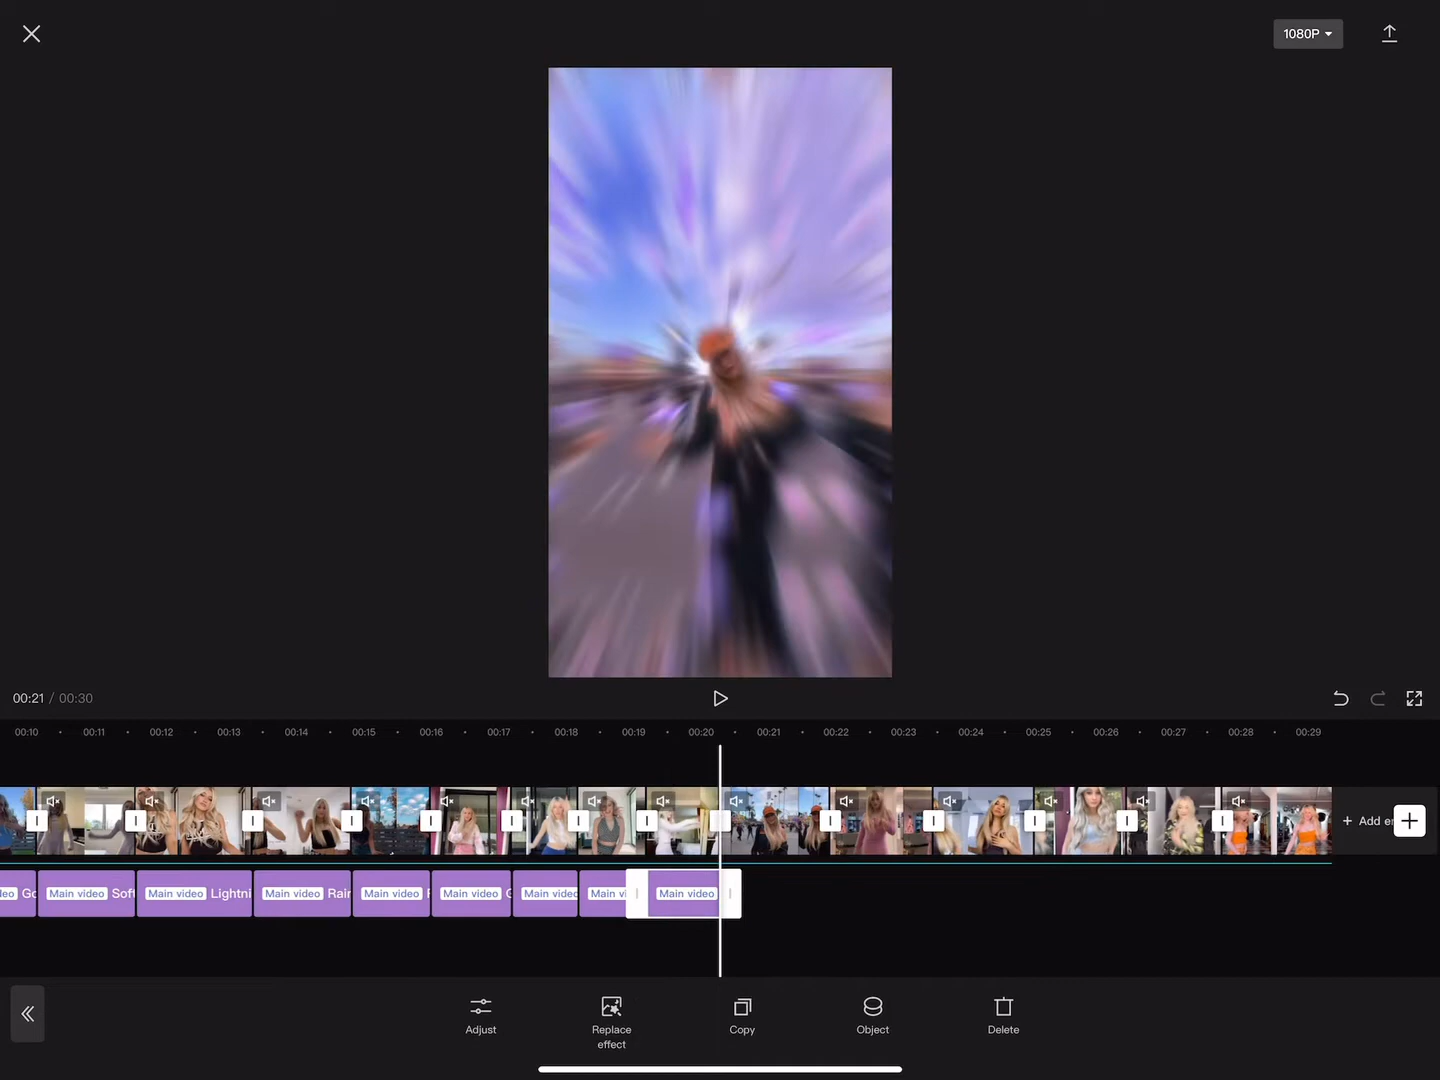 1080P
00:21 / 00:30
00:10 00:11 00:12 00:13 00:14 00:15 00:16 00:17 00:18 00:19 00:20 00:21 00:22 00:23 00:24 00:25 00:26 00:27 00:28 00:29
+ Add en
Main video Soft Main video Lightni Main video Rain Main video Main video Main video Main vi Main video
Adjust Replace effect Copy Object Delete